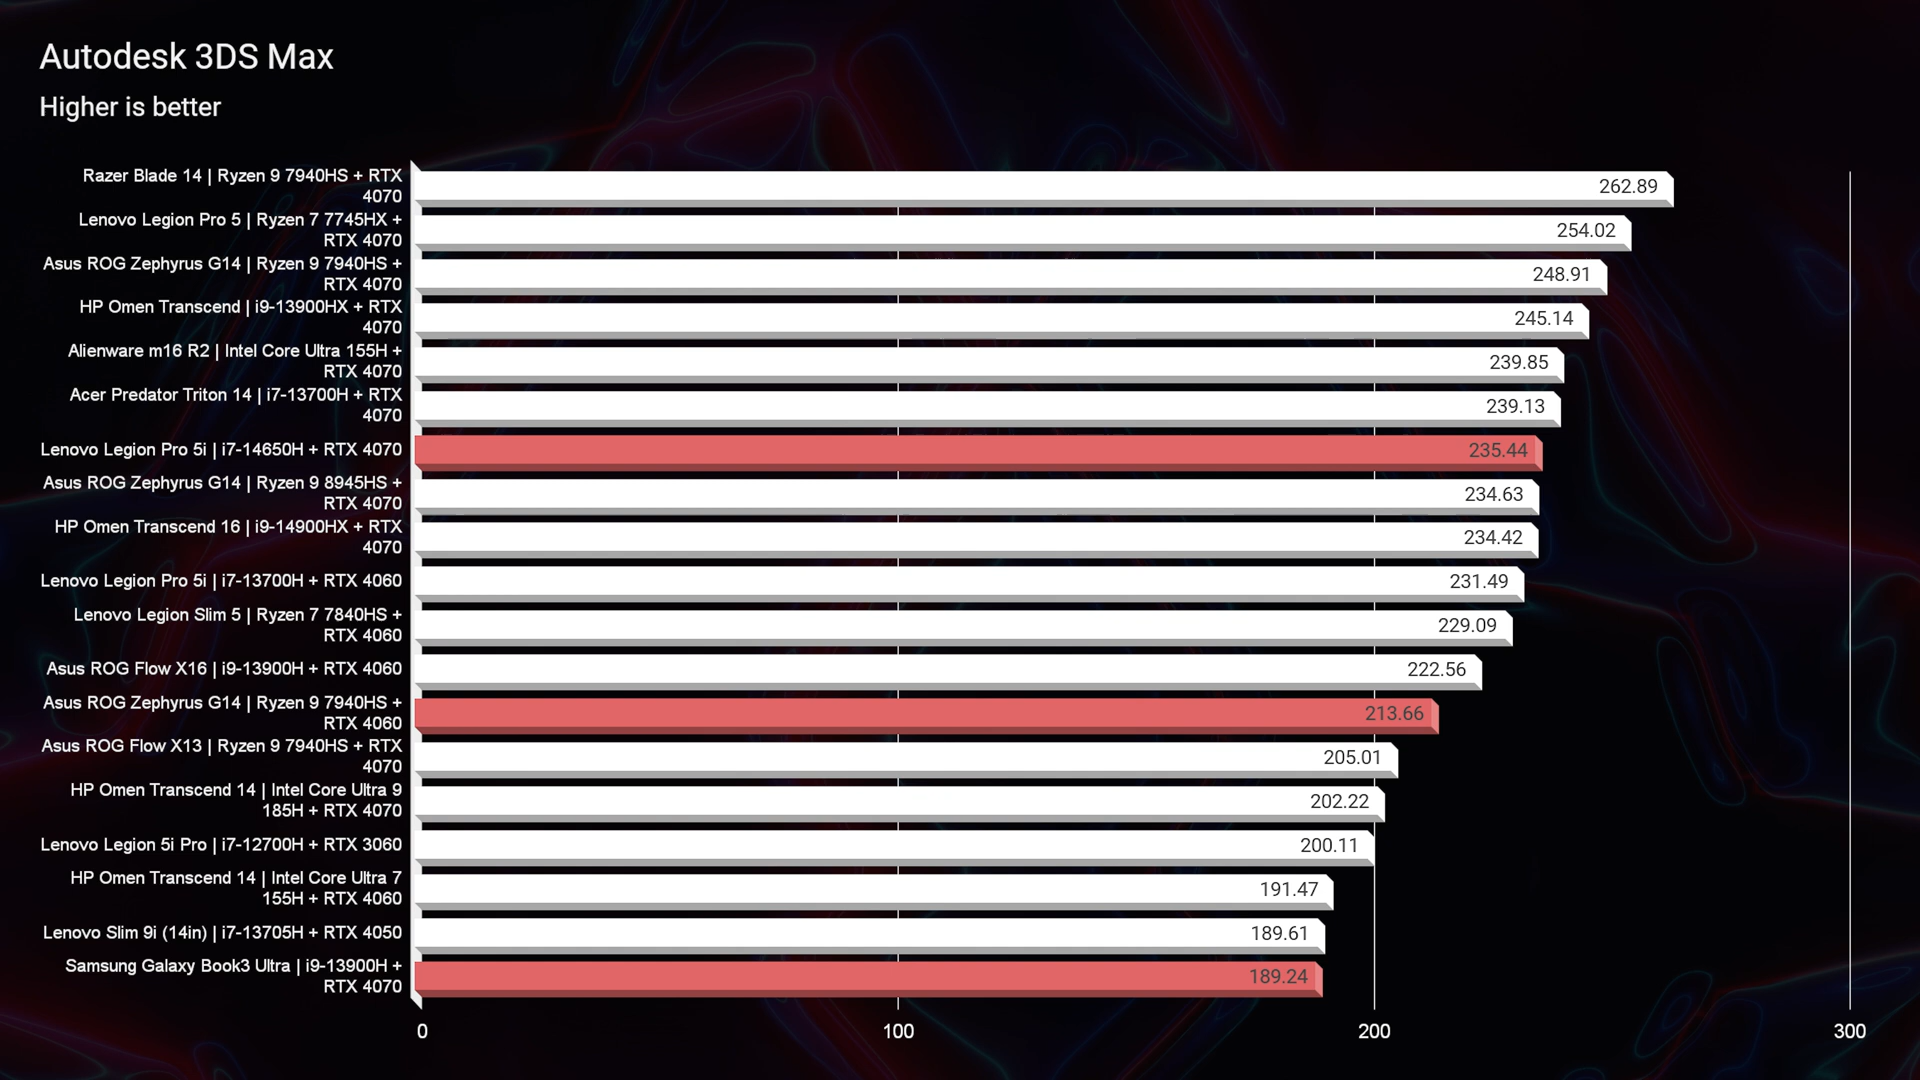 Autodesk 3DS Max
Higher is better
Razer Blade 14 | Ryzen 9 7940HS + RTX
4070
262.89
Lenovo Legion Pro 5 | Ryzen 7 7745HX +
RTX 4070
254.02
Asus ROG Zephyrus G14 | Ryzen 9 7940HS +
RTX 4070
248.91
HP Omen Transcend | i9-13900HX + RTX
4070
245.14
Alienware m16 R2 | Intel Core Ultra 155H +
RTX 4070
239.85
Acer Predator Triton 14 | i7-13700H + RTX
4070
239.13
Lenovo Legion Pro 5i | i7-14650H + RTX 4070
235.44
Asus ROG Zephyrus G14 | Ryzen 9 8945HS +
RTX 4070
234.63
HP Omen Transcend 16 | i9-14900HX + RTX
4070
234.42
Lenovo Legion Pro 5i | i7-13700H + RTX 4060
231.49
Lenovo Legion Slim 5 | Ryzen 7 7840HS +
RTX 4060
229.09
Asus ROG Flow X16 | i9-13900H + RTX 4060
222.56
Asus ROG Zephyrus G14 | Ryzen 9 7940HS +
RTX 4060
213.66
Asus ROG Flow X13 | Ryzen 9 7940HS + RTX
4070
205.01
HP Omen Transcend 14 | Intel Core Ultra 9
185H + RTX 4070
202.22
Lenovo Legion 5i Pro | i7-12700H + RTX 3060
200.11
HP Omen Transcend 14 | Intel Core Ultra 7
155H + RTX 4060
191.47
Lenovo Slim 9i (14in) | i7-13705H + RTX 4050
189.61
Samsung Galaxy Book3 Ultra | i9-13900H +
RTX 4070
189.24
0
100
200
300